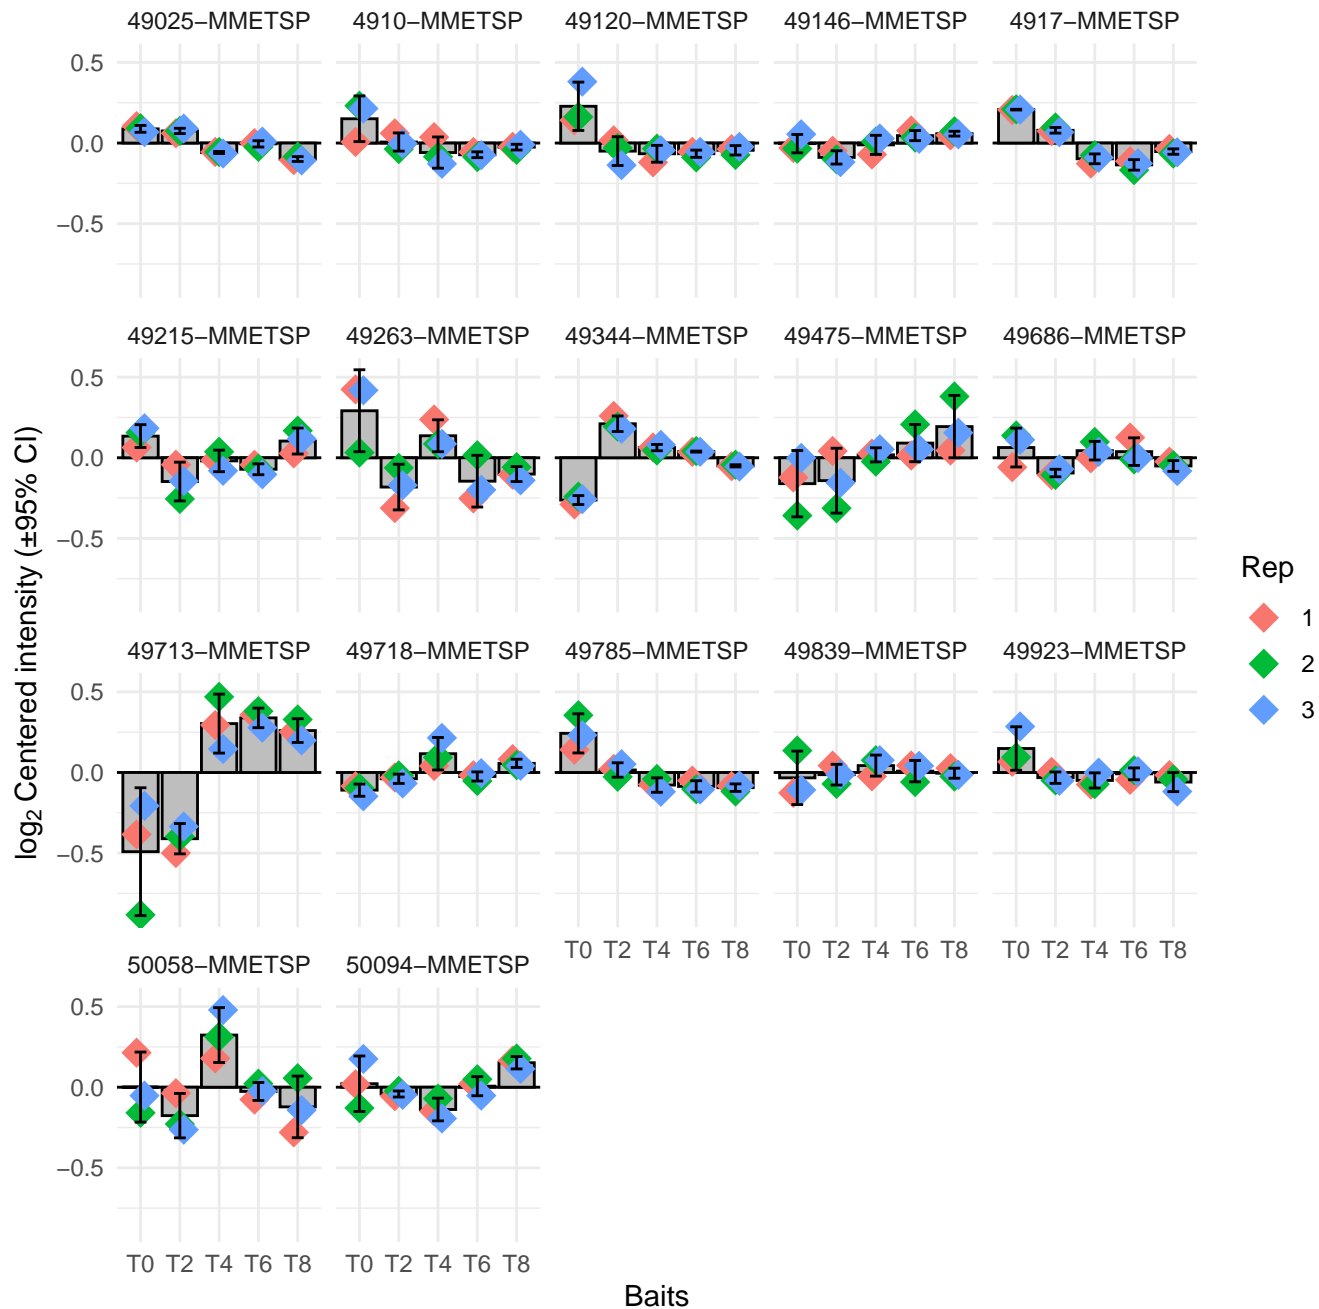 49025−MMETSP 4910−MMETSP 49120−MMETSP 49146−MMETSP 4917−MMETSP
0.5
0.0
−0.5
49215−MMETSP 49263−MMETSP 49344−MMETSP 49475−MMETSP 49686−MMETSP
0.5
0.0
−0.5
49713−MMETSP 49718−MMETSP 49785−MMETSP 49839−MMETSP 49923−MMETSP
0.5
0.0
−0.5
T0 T2 T4 T6 T8 T0 T2 T4 T6 T8 T0 T2 T4 T6 T8
50058−MMETSP 50094−MMETSP
0.5
0.0
−0.5
T0 T2 T4 T6 T8 T0 T2 T4 T6 T8
Baits
log2 Centered intensity (±95% CI)
Rep
1
2
3